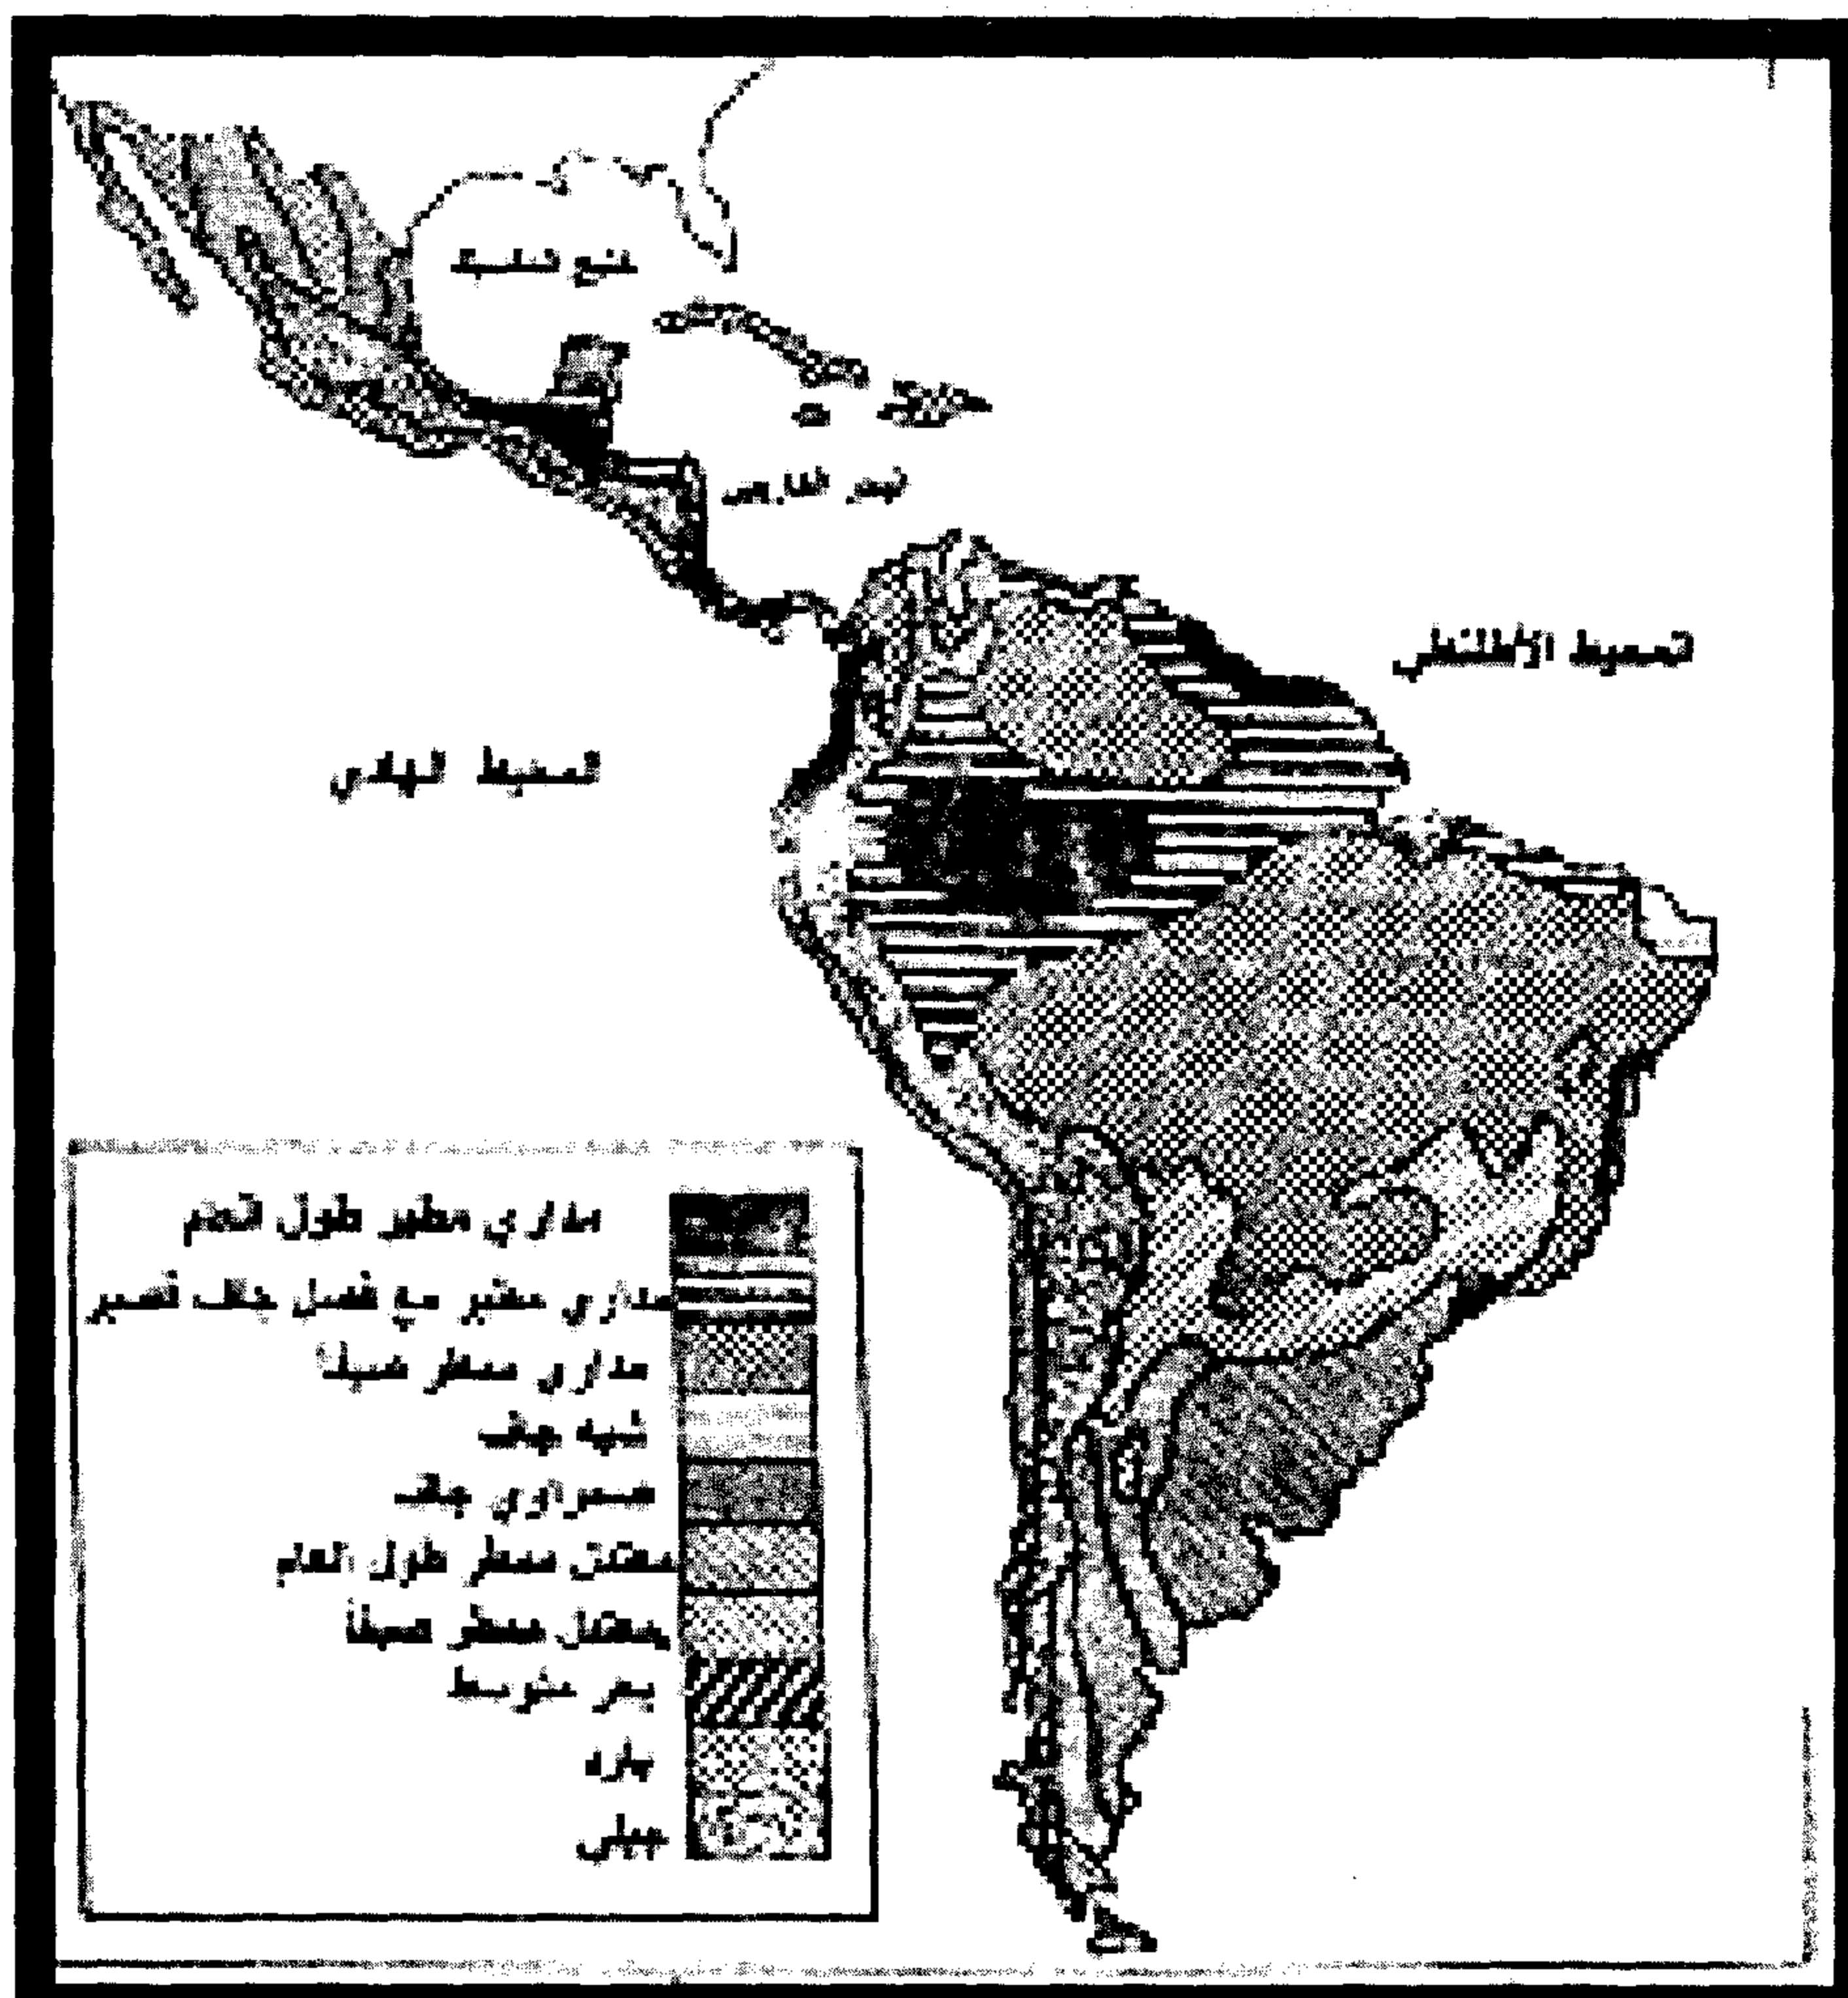 خليج المكسيك
البحر الكاريبي
المحيط الأطلنطي
المحيط الهادي
مداري مطير طول العام
مداري مطير مع فصل جاف قصير
مداري ممطر صيفاً
شبه جاف
صحراوي جاف
معتدل ممطر طول العام
معتدل ممطر صيفاً
بحر متوسط
بارد
جبلي